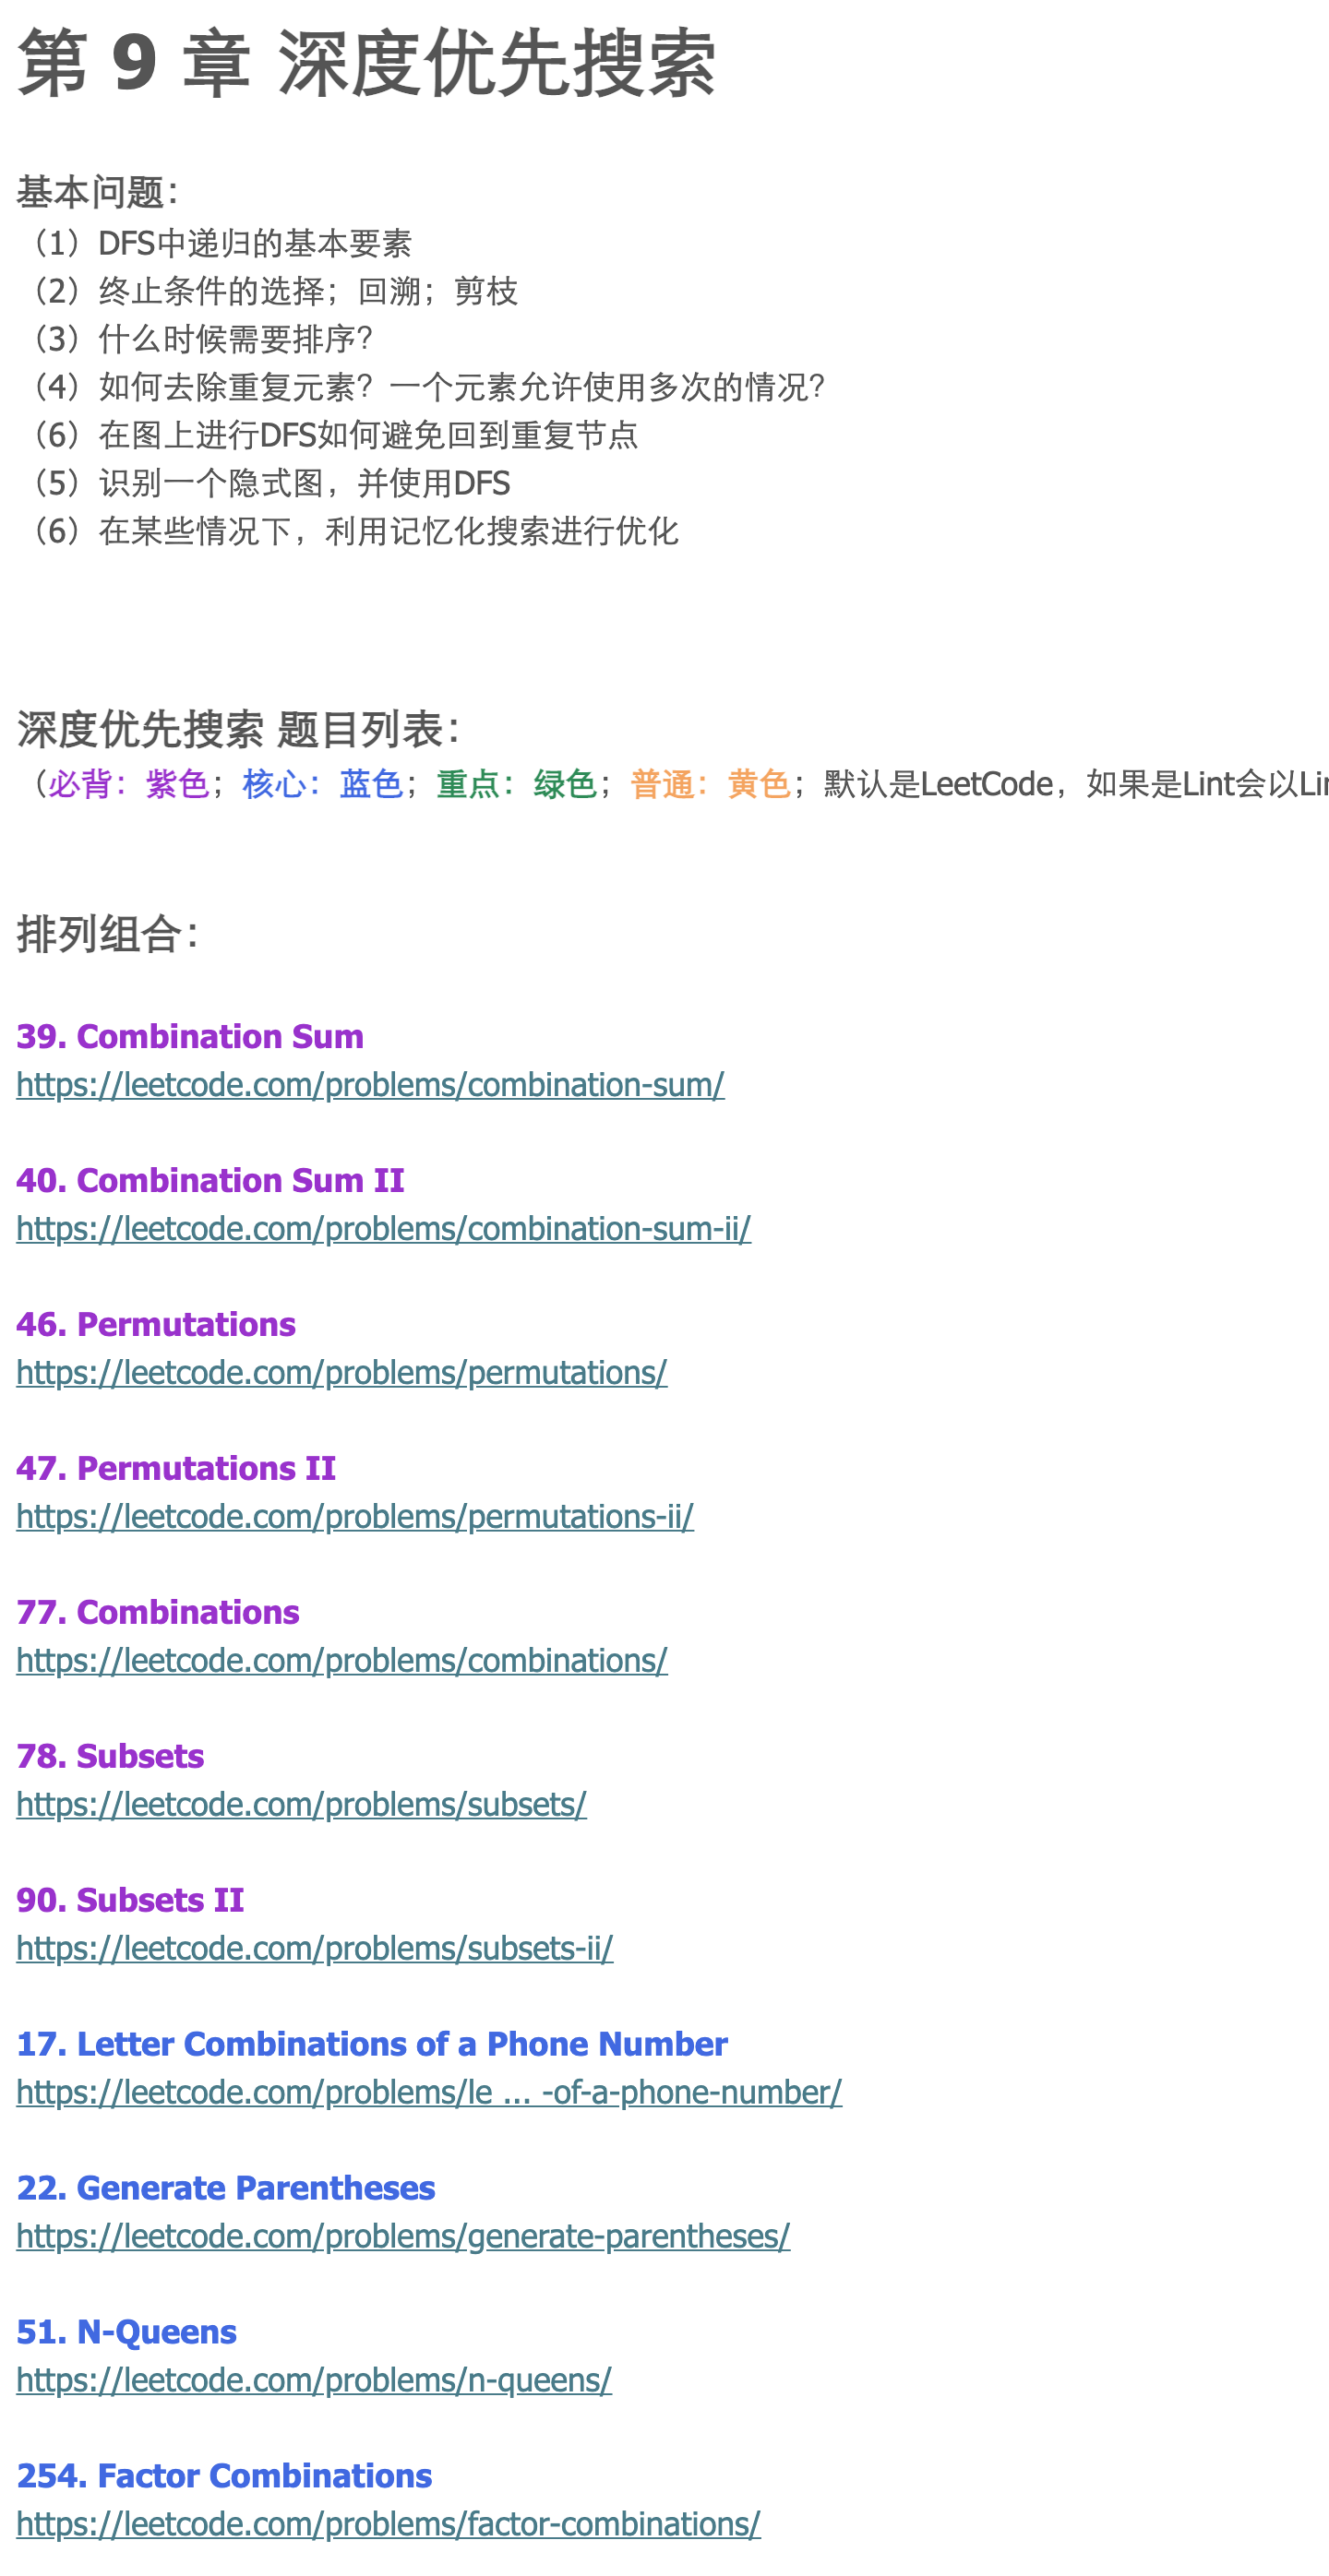 第 9 章 深度优先搜索
基本问题：
（1）DFS中递归的基本要素
（2）终止条件的选择；回溯；剪枝
（3）什么时候需要排序？
（4）如何去除重复元素？一个元素允许使用多次的情况？
（6）在图上进行DFS如何避免回到重复节点
（5）识别一个隐式图，并使用DFS
（6）在某些情况下，利用记忆化搜索进行优化
深度优先搜索 题目列表：
（必背：紫色；核心：蓝色；重点：绿色；普通：黄色；默认是LeetCode，如果是Lint会以
排列组合：
39. Combination Sum
https://leetcode.com/problems/combination-sum/
40. Combination Sum II
https://leetcode.com/problems/combination-sum-ii/
46. Permutations
https://leetcode.com/problems/permutations/
47. Permutations II
https://leetcode.com/problems/permutations-ii/
77. Combinations
https://leetcode.com/problems/combinations/
78. Subsets
https://leetcode.com/problems/subsets/
90. Subsets II
https://leetcode.com/problems/subsets-ii/
17. Letter Combinations of a Phone Number
https://leetcode.com/problems/le ... -of-a-phone-number/
22. Generate Parentheses
https://leetcode.com/problems/generate-parentheses/
51. N-Queens
https://leetcode.com/problems/n-queens/
254. Factor Combinations
https://leetcode.com/problems/factor-combinations/